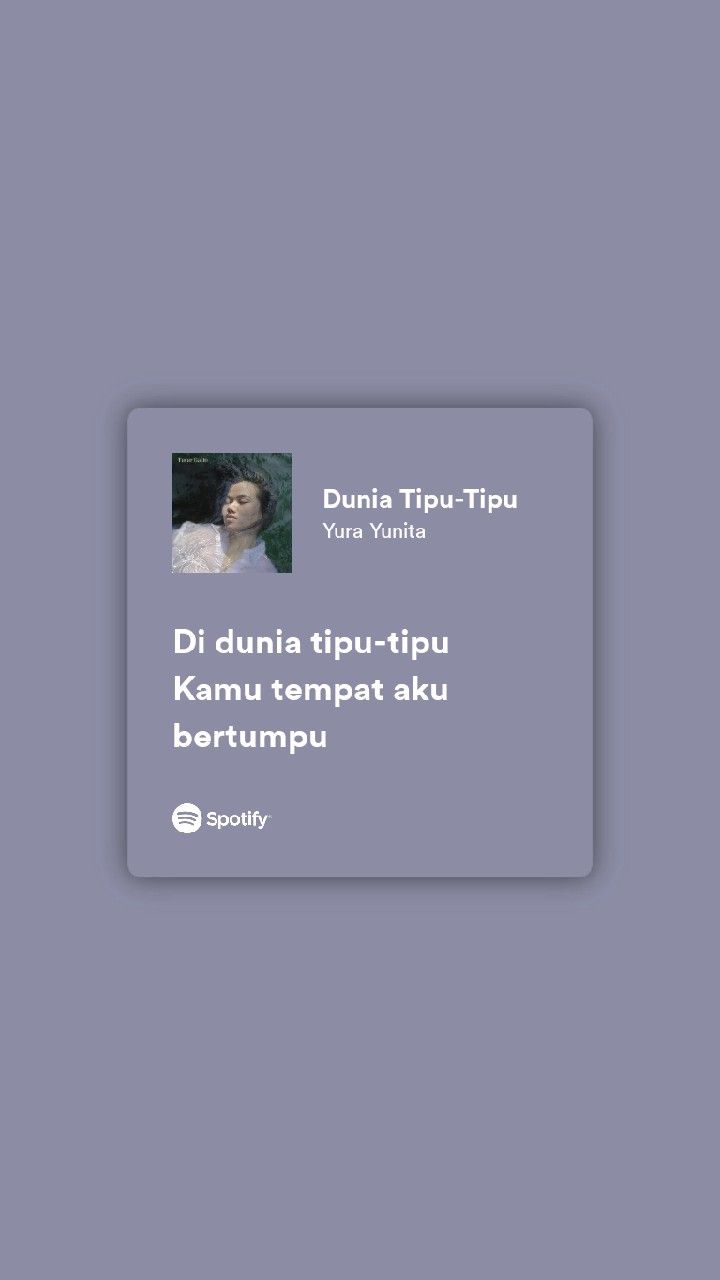 Dunia Tipu-Tipu
Yura Yunita
Di dunia tipu-tipu
Kamu tempat aku
bertumpu
Spotify